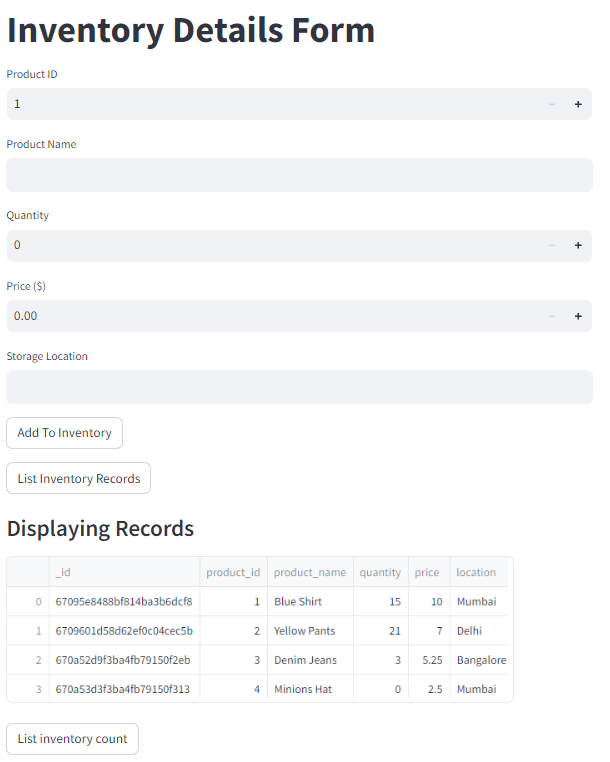 Inventory Details Form
Product ID
1
Product Name
Quantity
0
Price ($)
0.00
Storage Location
Add To Inventory
List Inventory Records
Displaying Records
_id product_id product_name quantity price location
0 67095e8488bf814ba3b6dcf8 1 Blue Shirt 15 10 Mumbai
1 6709601d58d62ef0c04cec5b 2 Yellow Pants 21 7 Delhi
2 670a52d9f3ba4fb79150f2eb 3 Denim Jeans 3 5.25 Bangalore
3 670a53d3f3ba4fb79150f313 4 Minions Hat 0 2.5 Mumbai
List inventory count